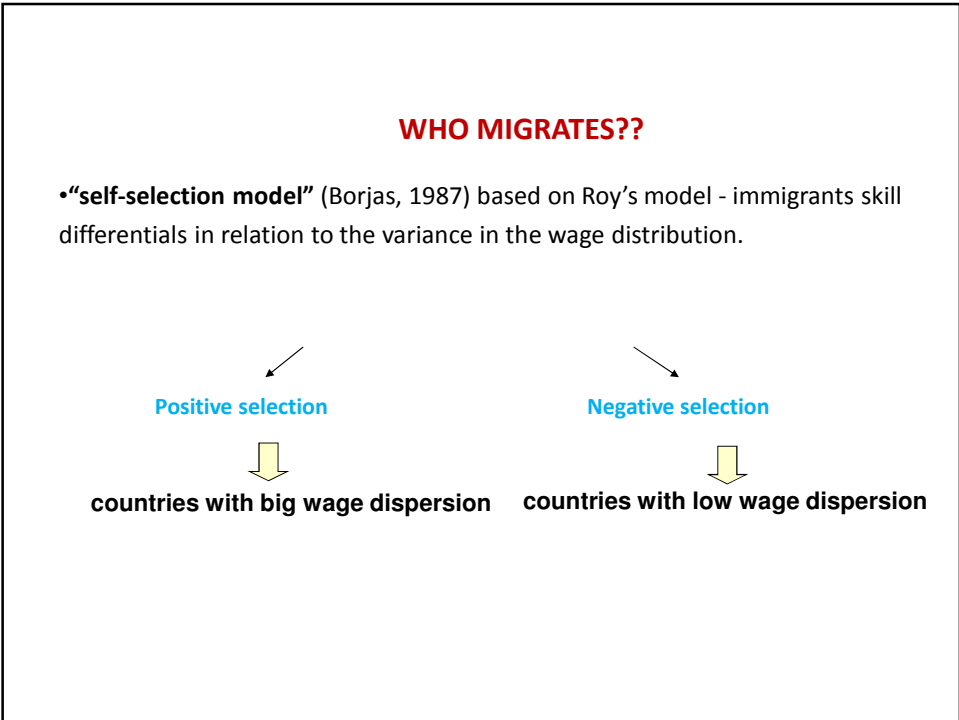 WHO MIGRATES??
•“self-selection model” (Borjas, 1987) based on Roy’s model - immigrants skill
differentials in relation to the variance in the wage distribution.
Positive selection
Negative selection
countries with big wage dispersion
countries with low wage dispersion